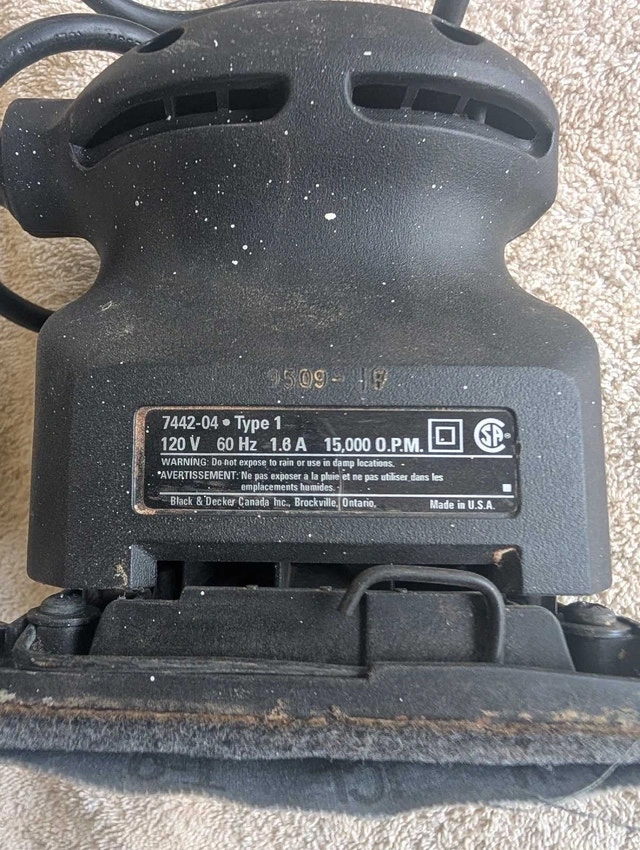 9509-
7442-04 • Type 1
120 V 60 Hz 1.6 A 15,000 O.P.M. SA®
WARNING: Do not expose to rain or use in damp locations.
AVERTISSEMENT: Ne pas exposer a la pluie et ne pas utiliser dans les
emplacements humides.
Black & Decker Canada Inc., Brockville, Ontario, Made in U.S.A.